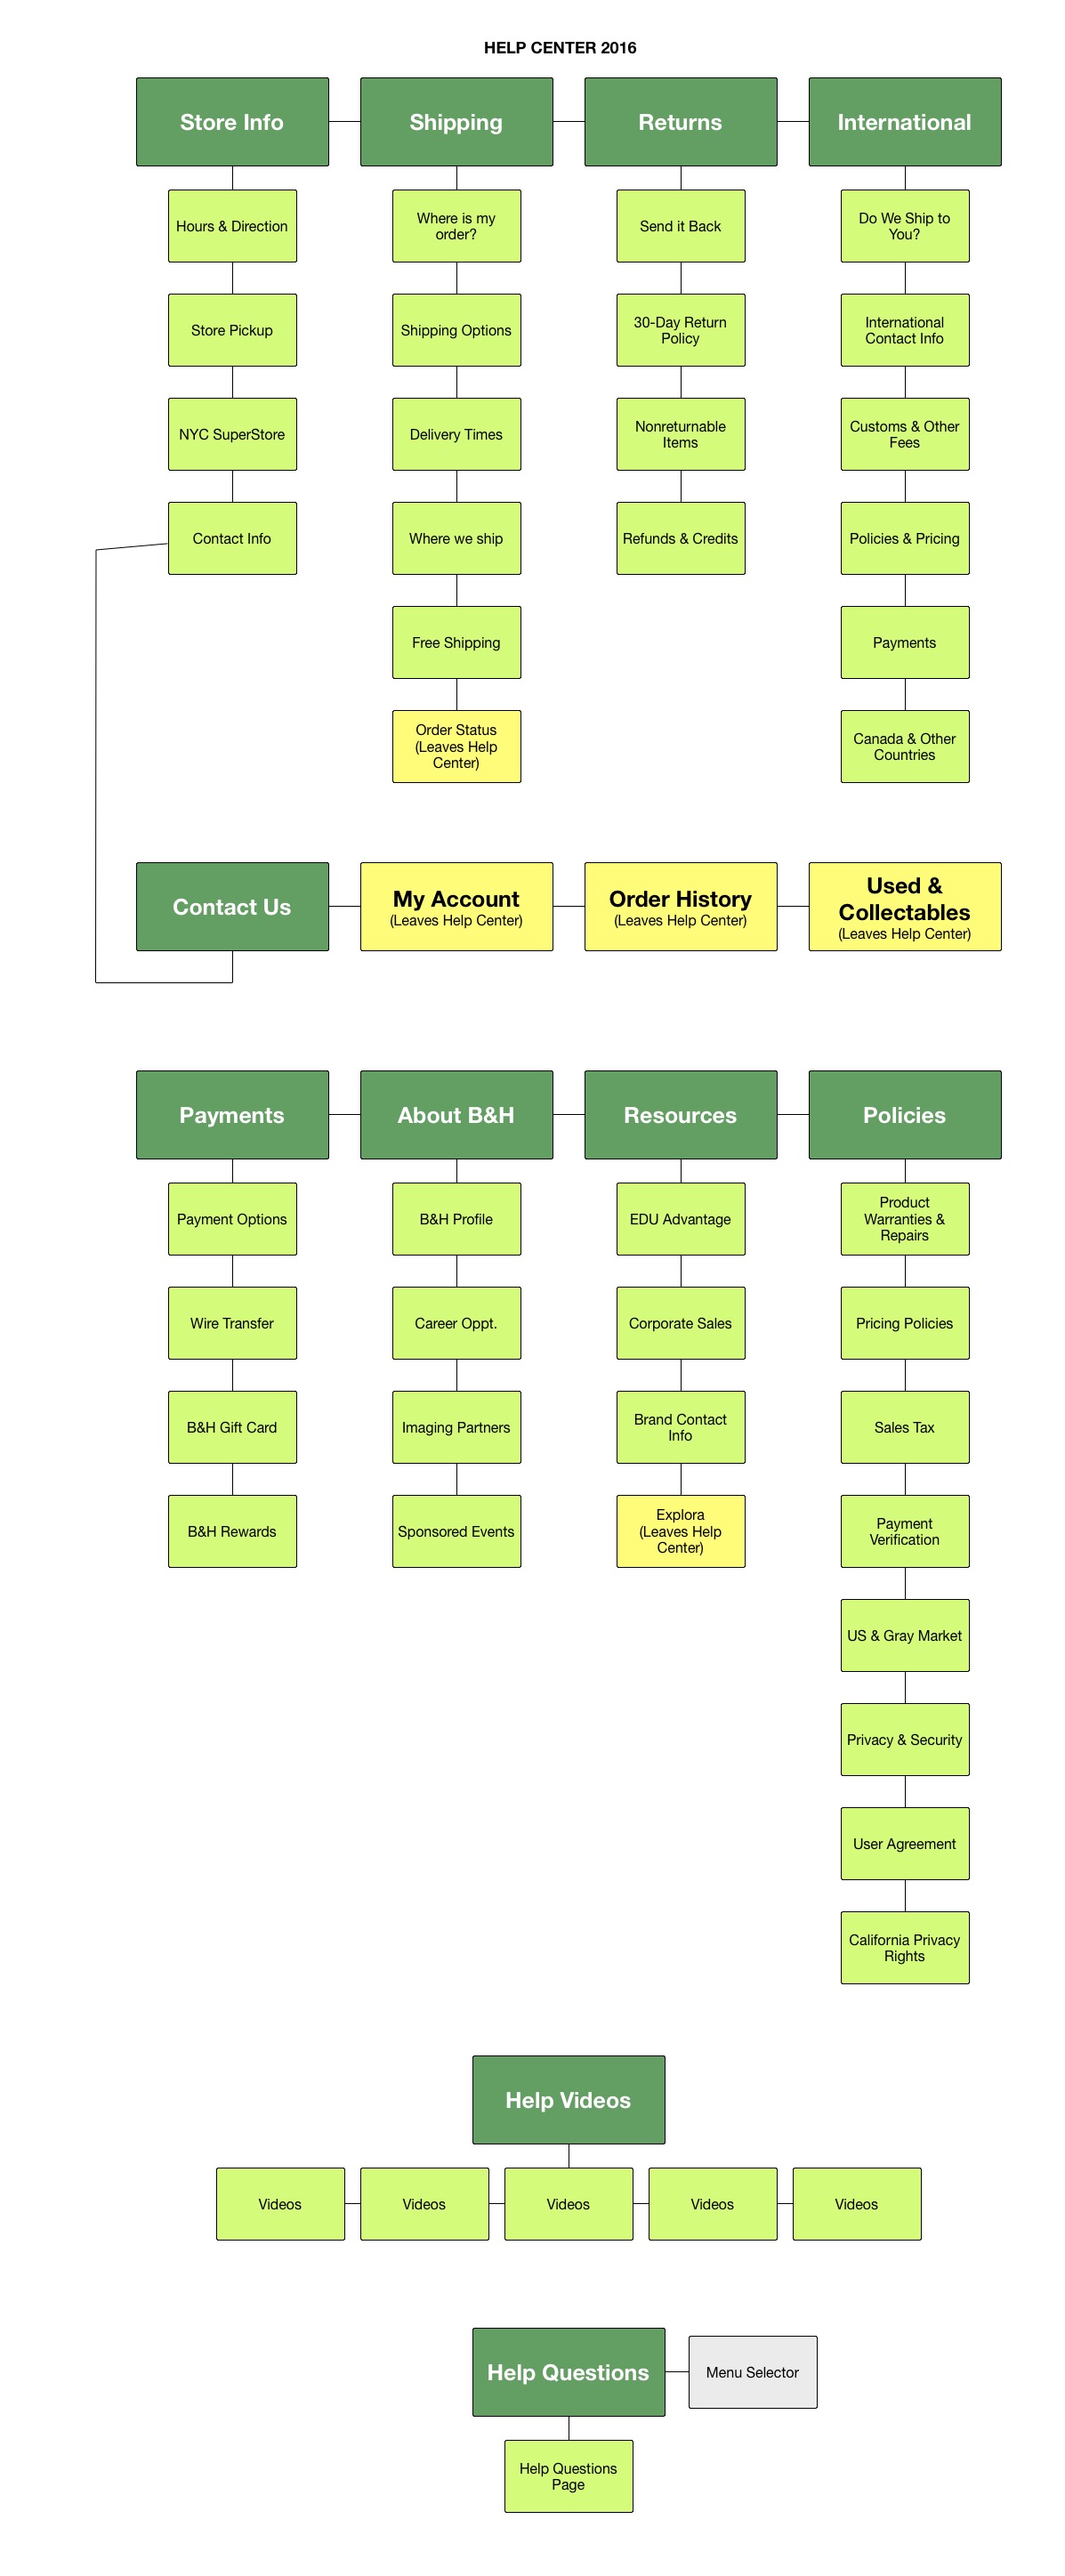 HELP CENTER 2016
Store Info
Shipping
Returns
International
Hours & Direction
Where is my
order?
Send it Back
Do We Ship to
You?
Store Pickup
Shipping Options
30-Day Return
Policy
International
Contact Info
NYC SuperStore
Delivery Times
Nonreturnable
Items
Customs & Other
Fees
Contact Info
Where we ship
Refunds & Credits
Policies & Pricing
Free Shipping
Payments
Order Status
(Leaves Help
Center)
Canada & Other
Countries
Contact Us
My Account
(Leaves Help Center)
Order History
(Leaves Help Center)
Used &
Collectables
(Leaves Help Center)
Payments
About B&H
Resources
Policies
Payment Options
B&H Profile
EDU Advantage
Product
Warranties &
Repairs
Wire Transfer
Career Oppt.
Corporate Sales
Pricing Policies
B&H Gift Card
Imaging Partners
Brand Contact
Info
Sales Tax
B&H Rewards
Sponsored Events
Explora
(Leaves Help
Center)
Payment
Verification
US & Gray Market
Privacy & Security
User Agreement
California Privacy
Rights
Help Videos
Videos
Videos
Videos
Videos
Videos
Help Questions
Menu Selector
Help Questions
Page